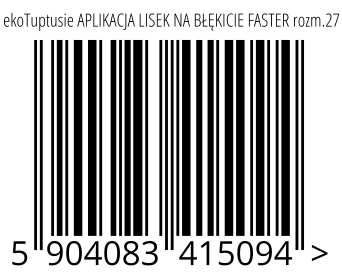 ekoTuptusie APLIKACJA LISEK NA BŁĘKICIE FASTER rozm.27
5 904083 415094 >